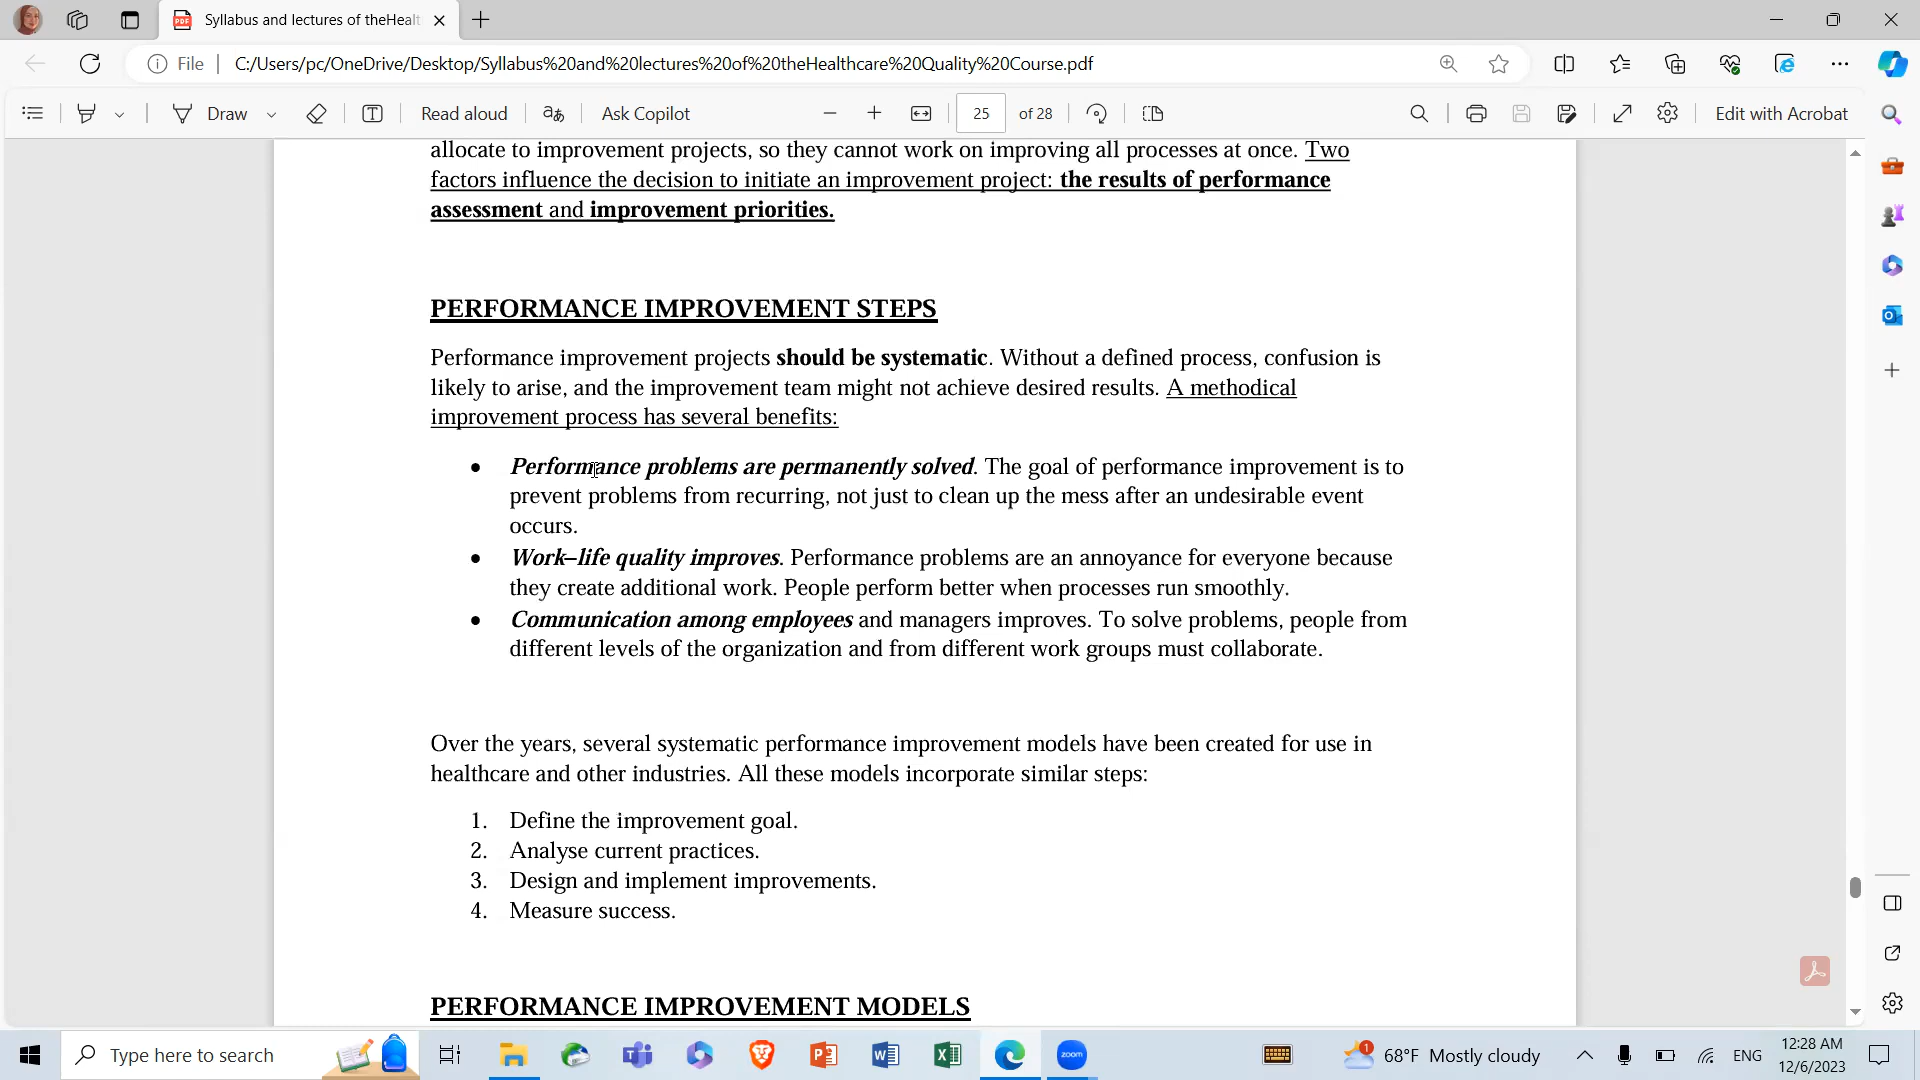 Syllabus and lectures of theHealt
File
C:/Users/pc/OneDrive/Desktop/Syllabus%20and%20lectures%20of%20theHealthcare%20Quality%20Course.pdf
Draw
Read aloud
aあ
Ask Copilot
25 of 28
Edit with Acrobat
allocate to improvement projects, so they cannot work on improving all processes at once. Two
factors influence the decision to initiate an improvement project: the results of performance
assessment and improvement priorities.
PERFORMANCE IMPROVEMENT STEPS
Performance improvement projects should be systematic. Without a defined process, confusion is
likely to arise, and the improvement team might not achieve desired results. A methodical
improvement process has several benefits:
• Performance problems are permanently solved. The goal of performance improvement is to
prevent problems from recurring, not just to clean up the mess after an undesirable event
occurs.
• Work–life quality improves. Performance problems are an annoyance for everyone because
they create additional work. People perform better when processes run smoothly.
• Communication among employees and managers improves. To solve problems, people from
different levels of the organization and from different work groups must collaborate.
Over the years, several systematic performance improvement models have been created for use in
healthcare and other industries. All these models incorporate similar steps:
1. Define the improvement goal.
2. Analyse current practices.
3. Design and implement improvements.
4. Measure success.
PERFORMANCE IMPROVEMENT MODELS
Type here to search
zoom
1
68°F Mostly cloudy
ENG
12:28 AM
12/6/2023